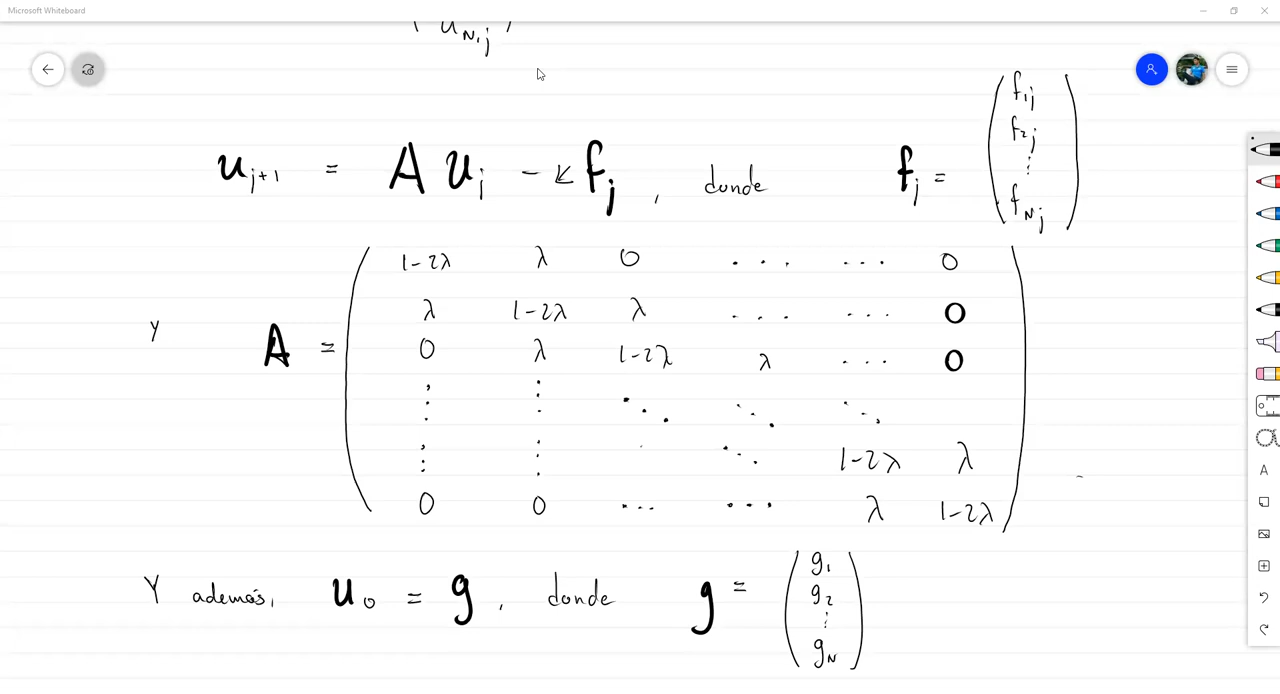 Microsoft Whiteboard
u_{N,j}
u_{j+1} = A u_j - k f_j , donde f_j = ( f_{1j} f_{2j} ⋮ f_{Nj} )
Y A =
1-2λ λ 0 ... ... 0
λ 1-2λ λ ... ... 0
0 λ 1-2λ λ ... 0
⋮ ⋮ ⋱ ⋱ ⋱
⋮ ⋮ ⋱ 1-2λ λ
0 0 ... ... λ 1-2λ
Y además, u_0 = g , donde g = ( g_1 g_2 ⋮ g_N )